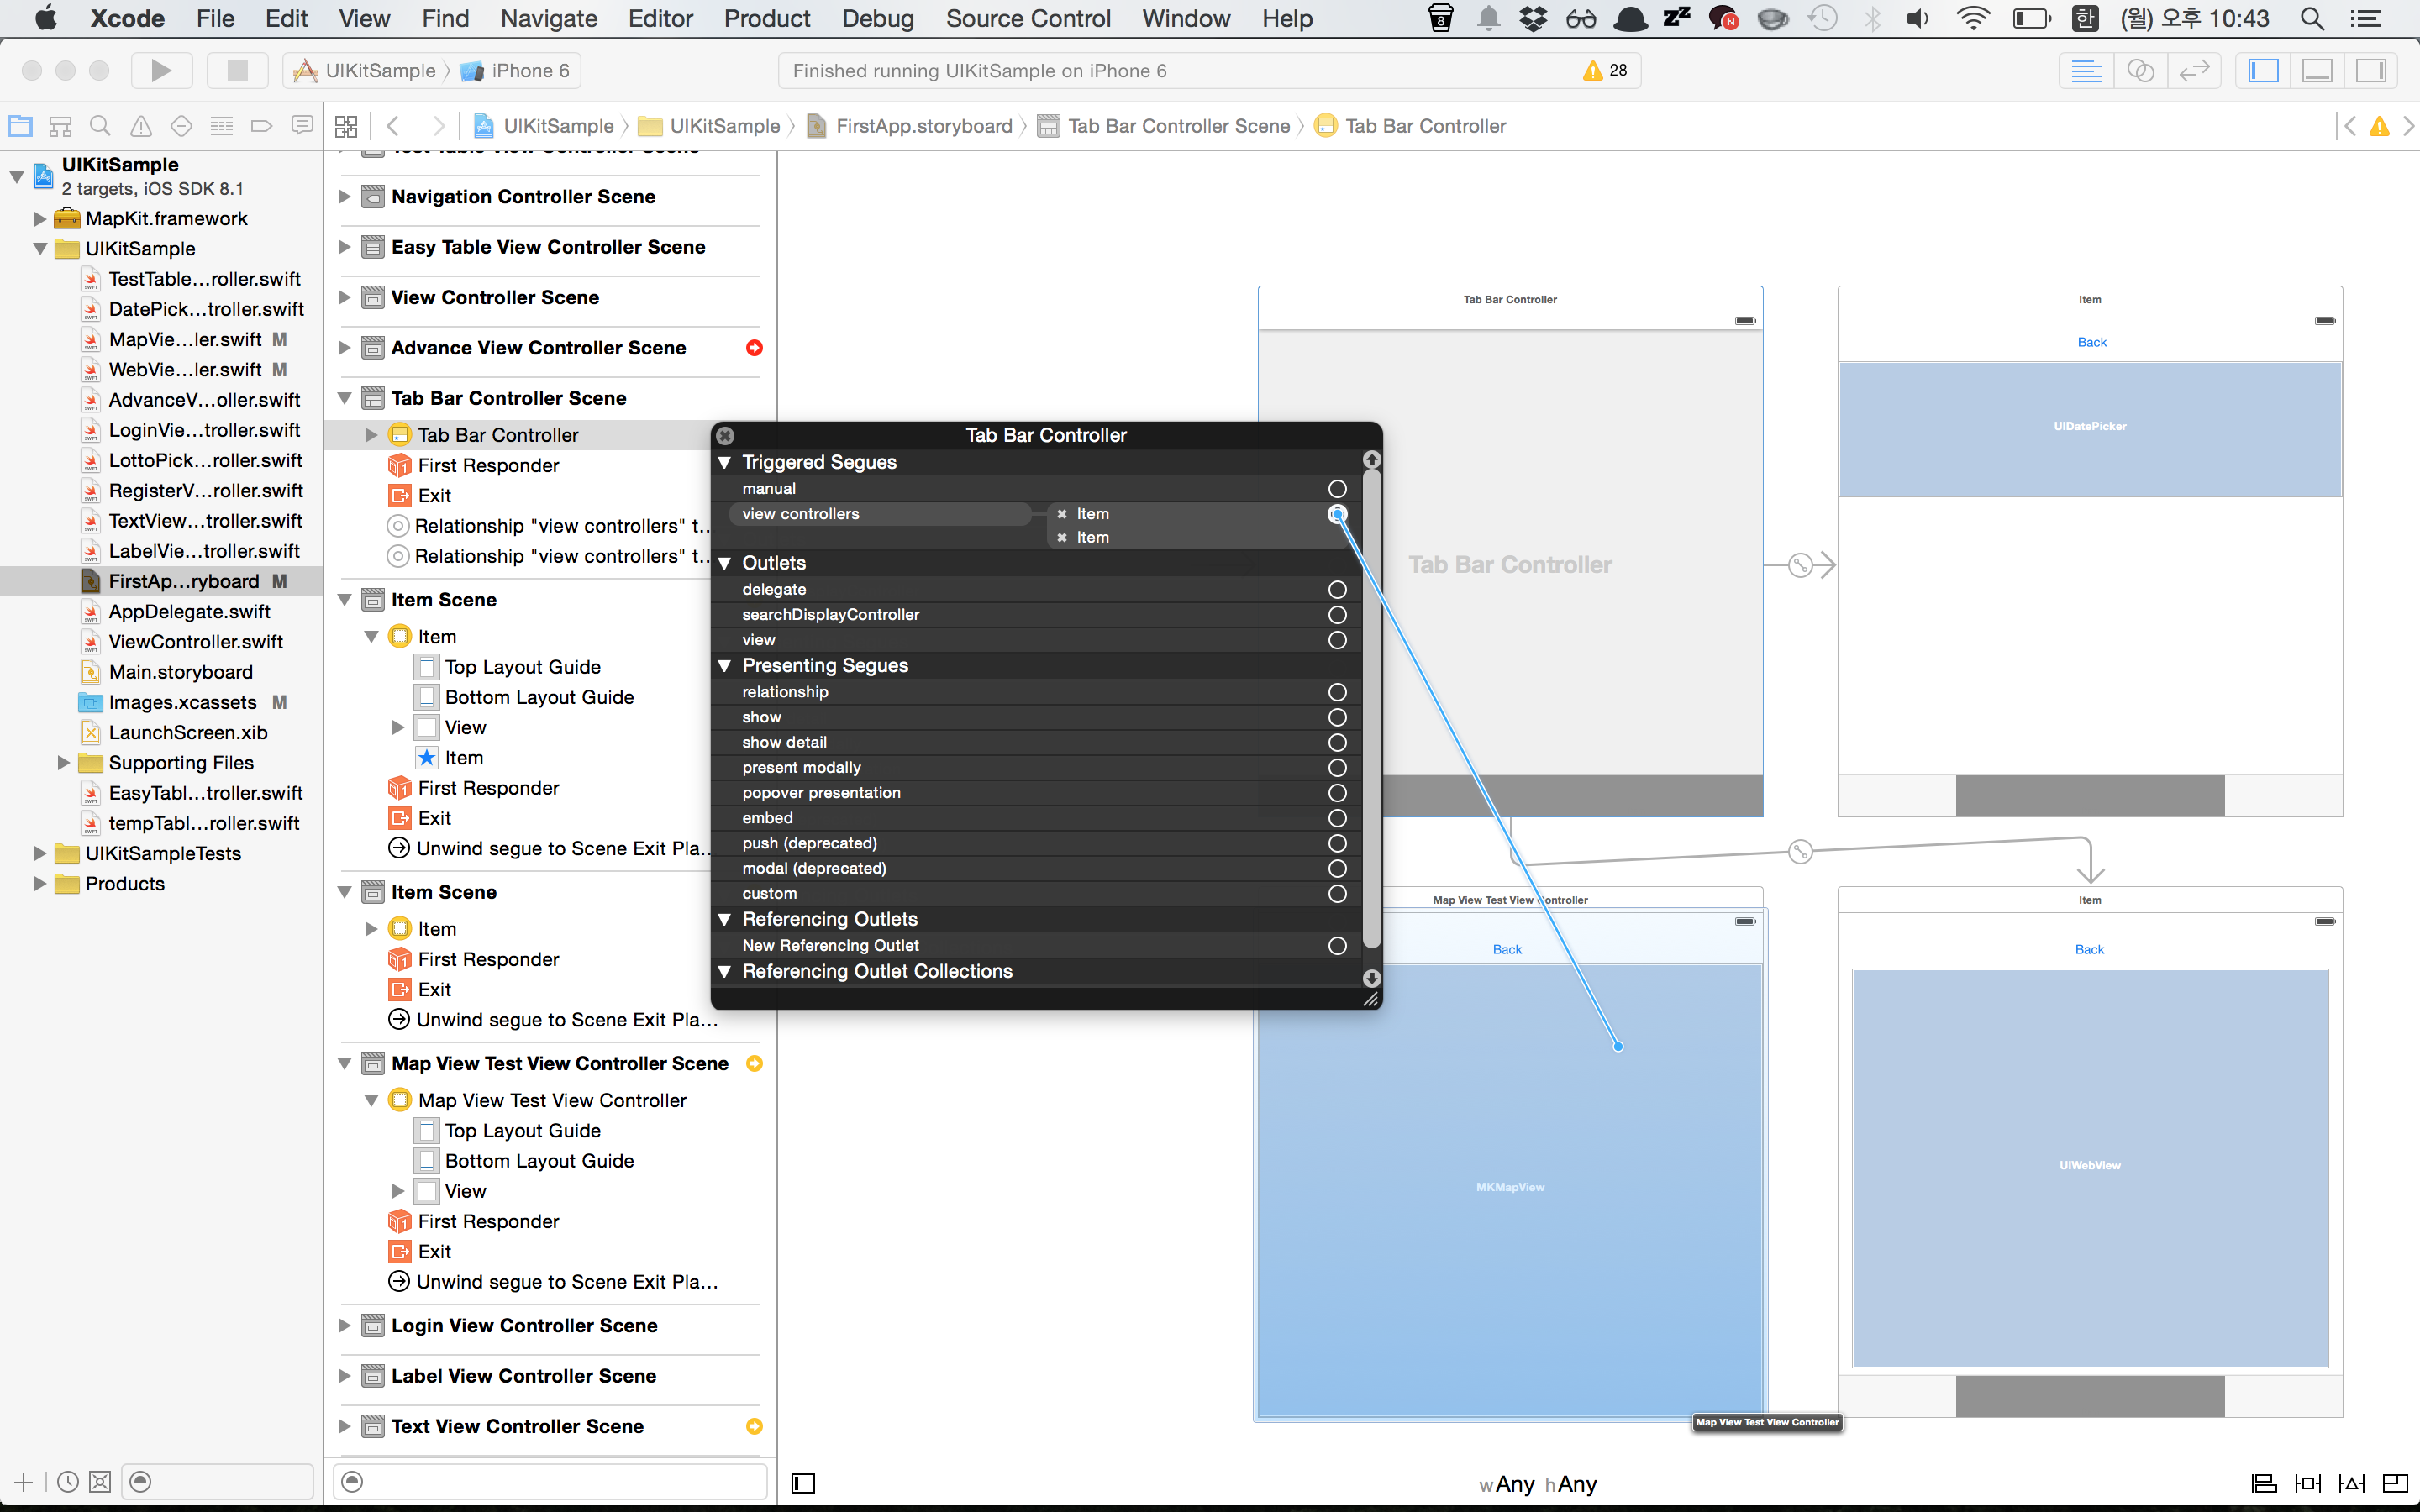 Xcode File Edit View Find Navigate Editor Product Debug Source Control Window Help 8 zZ N 한 (월) 오후 10:43
UIKitSample iPhone 6 Finished running UIKitSample on iPhone 6 28
UIKitSample UIKitSample FirstApp.storyboard Tab Bar Controller Scene Tab Bar Controller
UIKitSample
2 targets, iOS SDK 8.1
MapKit.framework
UIKitSample
TestTable...roller.swift
DatePick...troller.swift
MapVie...ler.swift M
WebVie...ler.swift M
AdvanceV...oller.swift
LoginVie...troller.swift
LottoPick...roller.swift
RegisterV...roller.swift
TextView...troller.swift
LabelVie...troller.swift
FirstAp...ryboard M
AppDelegate.swift
ViewController.swift
Main.storyboard
Images.xcassets M
LaunchScreen.xib
Supporting Files
EasyTabl...troller.swift
tempTabl...roller.swift
UIKitSampleTests
Products
Test Table View Controller Scene
Navigation Controller Scene
Easy Table View Controller Scene
View Controller Scene
Advance View Controller Scene
Tab Bar Controller Scene
Tab Bar Controller
First Responder
Exit
Relationship "view controllers" t...
Relationship "view controllers" t...
Item Scene
Item
Top Layout Guide
Bottom Layout Guide
View
Item
First Responder
Exit
Unwind segue to Scene Exit Pla...
Item Scene
Item
First Responder
Exit
Unwind segue to Scene Exit Pla...
Map View Test View Controller Scene
Map View Test View Controller
Top Layout Guide
Bottom Layout Guide
View
First Responder
Exit
Unwind segue to Scene Exit Pla...
Login View Controller Scene
Label View Controller Scene
Text View Controller Scene
Tab Bar Controller
Triggered Segues
manual
view controllers Item
Item
Outlets
delegate
searchDisplayController
view
Presenting Segues
relationship
show
show detail
present modally
popover presentation
embed
push (deprecated)
modal (deprecated)
custom
Referencing Outlets
New Referencing Outlet
Referencing Outlet Collections
Tab Bar Controller
Tab Bar Controller
Item
Back
UIDatePicker
Map View Test View Controller
Back
MKMapView
Map View Test View Controller
Item
Back
UIWebView
wAny hAny